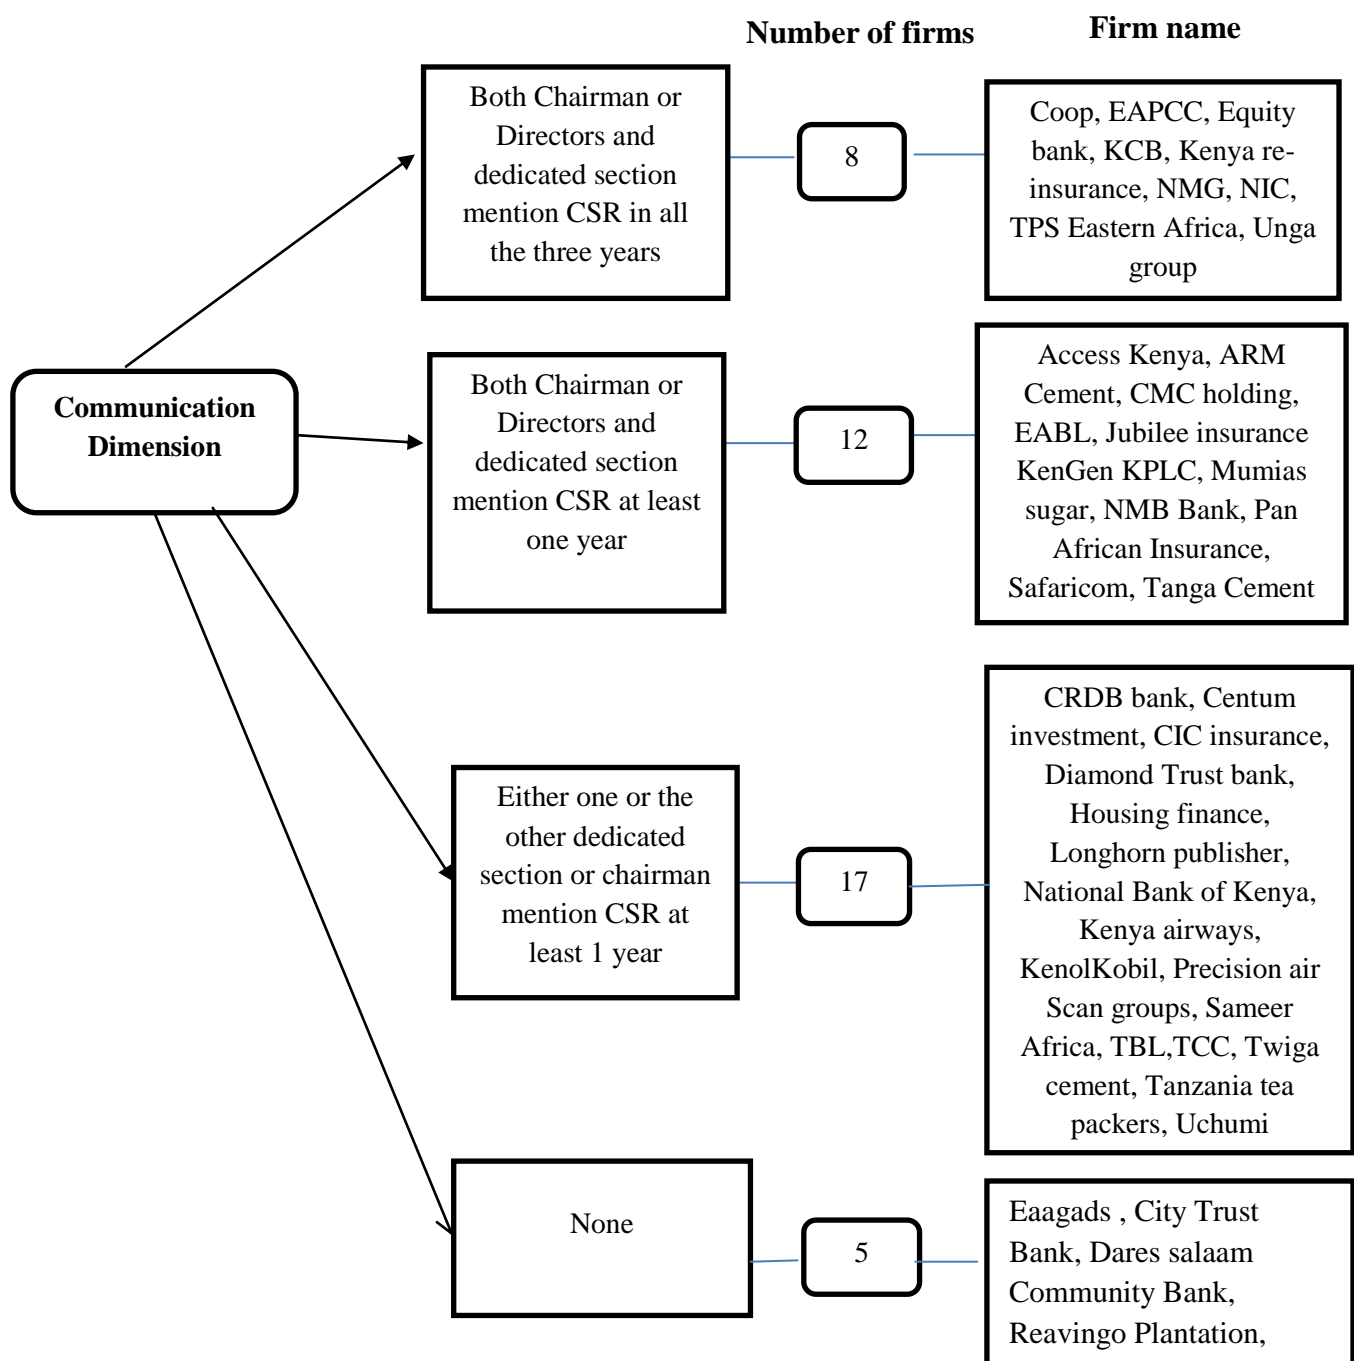 Number of firms
Firm name
Both Chairman or
Directors and
dedicated section
mention CSR in all
the three years
8
Coop, EAPCC, Equity
bank, KCB, Kenya re-
insurance, NMG, NIC,
TPS Eastern Africa, Unga
group
Communication
Dimension
Both Chairman or
Directors and
dedicated section
mention CSR at least
one year
12
Access Kenya, ARM
Cement, CMC holding,
EABL, Jubilee insurance
KenGen KPLC, Mumias
sugar, NMB Bank, Pan
African Insurance,
Safaricom, Tanga Cement
Either one or the
other dedicated
section or chairman
mention CSR at
least 1 year
17
CRDB bank, Centum
investment, CIC insurance,
Diamond Trust bank,
Housing finance,
Longhorn publisher,
National Bank of Kenya,
Kenya airways,
KenolKobil, Precision air
Scan groups, Sameer
Africa, TBL,TCC, Twiga
cement, Tanzania tea
packers, Uchumi
None
5
Eaagads , City Trust
Bank, Dares salaam
Community Bank,
Reavingo Plantation,